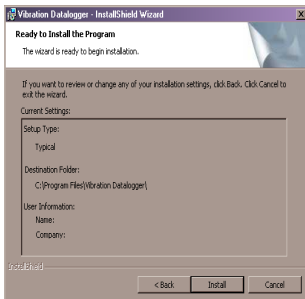 Vibration Datalogger - InstallShield Wizard
Ready to Install the Program
The wizard is ready to begin installation.
If you want to review or change any of your installation settings, click Back. Click Cancel to
exit the wizard.
Current Settings:
Setup Type:
Typical
Destination Folder:
C:\Program Files\Vibration Datalogger\
User Information:
Name:
Company:
InstallShield
< Back Install Cancel